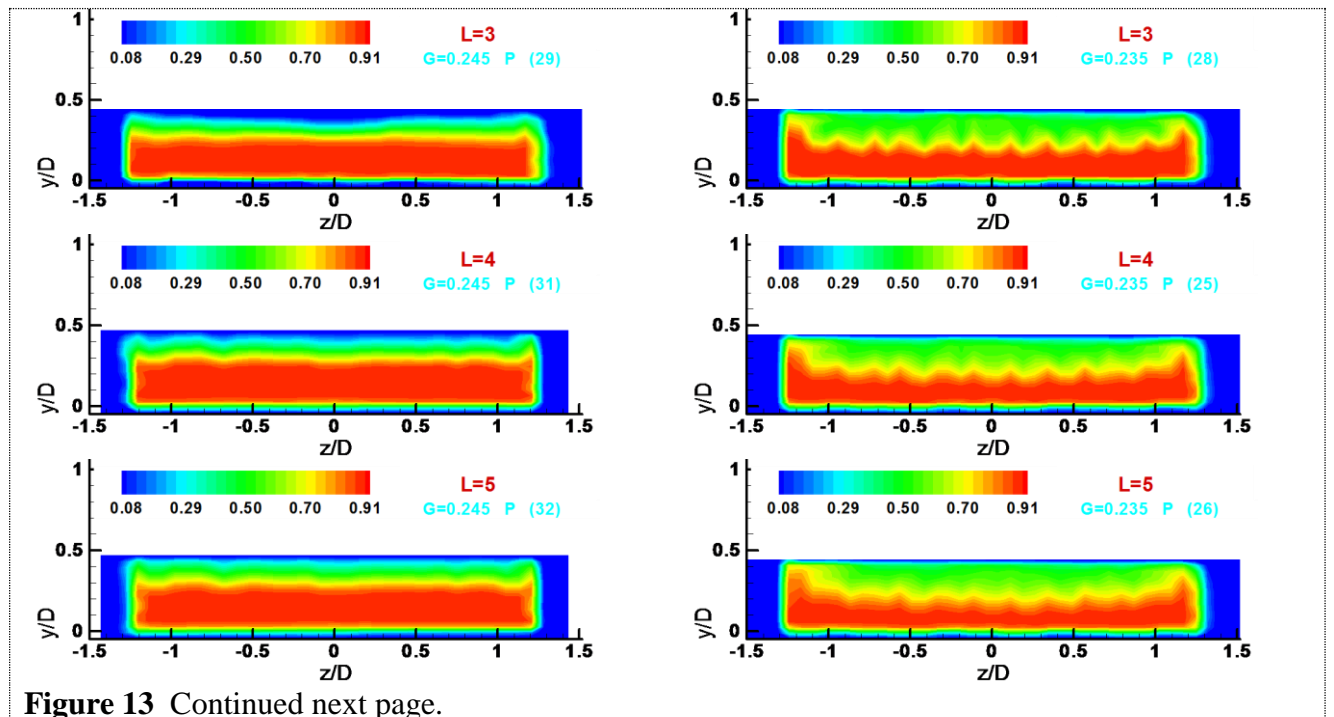 1
0.08 0.29 0.50 0.70 0.91
L=3
G=0.245 P (29)
0.5
0
y/D
-1.5 -1 -0.5 0 0.5 1 1.5
z/D
1
0.08 0.29 0.50 0.70 0.91
L=3
G=0.235 P (28)
0.5
0
y/D
-1.5 -1 -0.5 0 0.5 1 1.5
z/D
1
0.08 0.29 0.50 0.70 0.91
L=4
G=0.245 P (31)
0.5
0
y/D
-1.5 -1 -0.5 0 0.5 1 1.5
z/D
1
0.08 0.29 0.50 0.70 0.91
L=4
G=0.235 P (25)
0.5
0
y/D
-1.5 -1 -0.5 0 0.5 1 1.5
z/D
1
0.08 0.29 0.50 0.70 0.91
L=5
G=0.245 P (32)
0.5
0
y/D
-1.5 -1 -0.5 0 0.5 1 1.5
z/D
1
0.08 0.29 0.50 0.70 0.91
L=5
G=0.235 P (26)
0.5
0
y/D
-1.5 -1 -0.5 0 0.5 1 1.5
z/D
Figure 13 Continued next page.